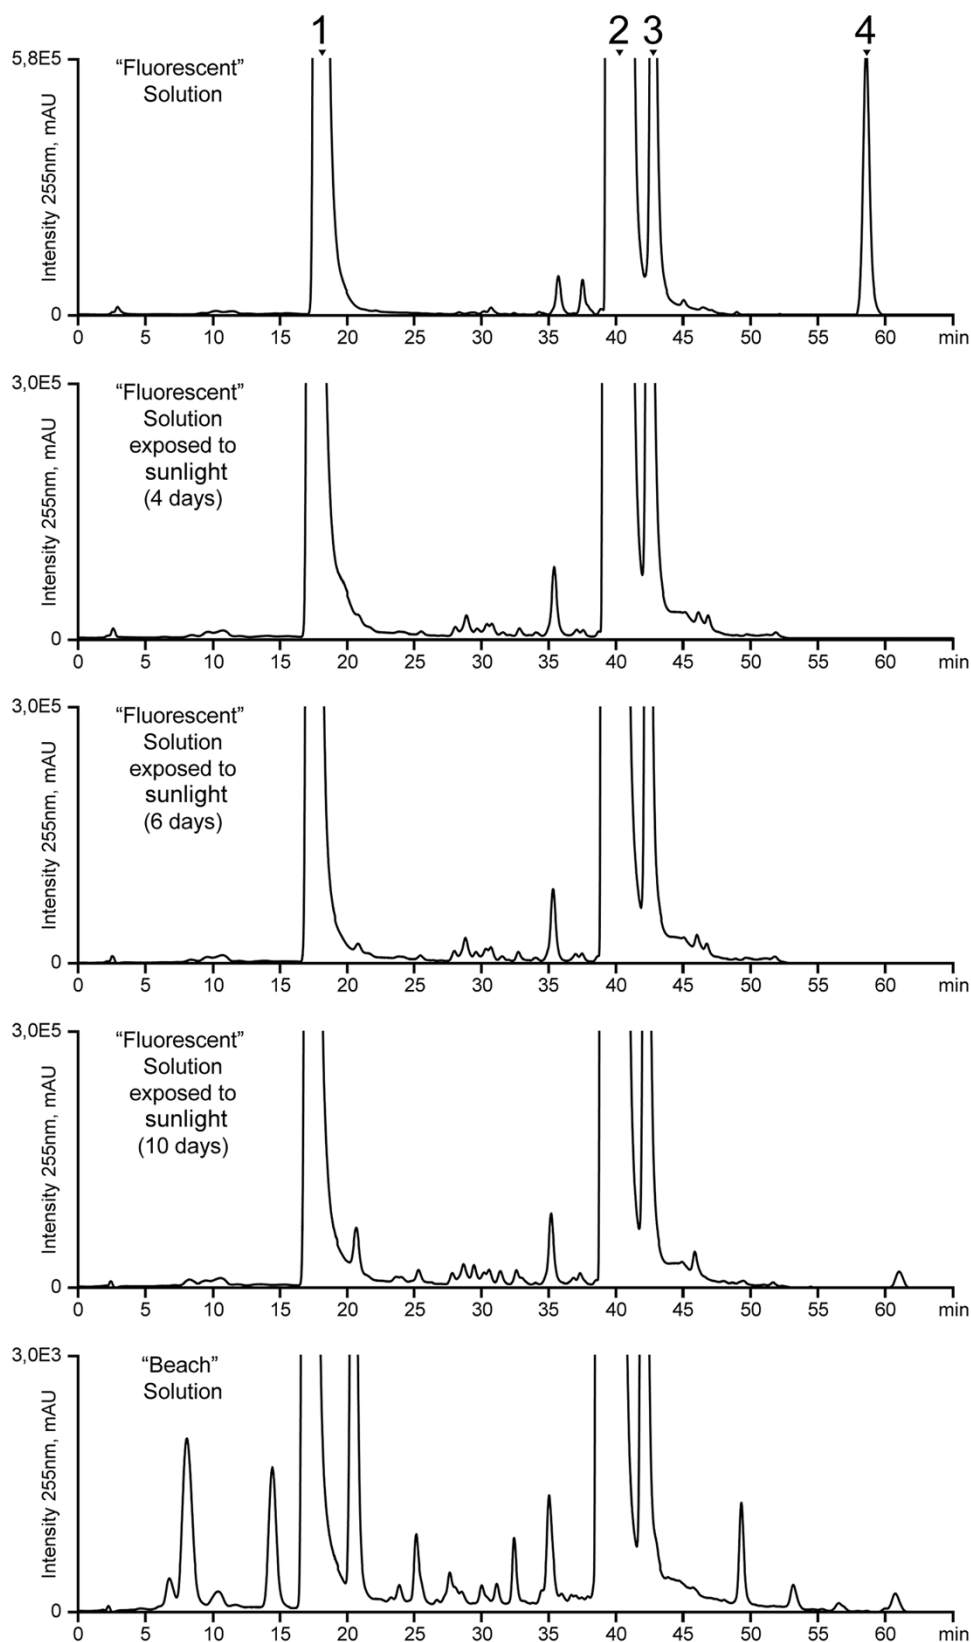 1 2 3 4
5,8E5
"Fluorescent"
Solution
Intensity 255nm, mAU
0
0 5 10 15 20 25 30 35 40 45 50 55 60 min
3,0E5
"Fluorescent"
Solution
exposed to
sunlight
(4 days)
Intensity 255nm, mAU
0
0 5 10 15 20 25 30 35 40 45 50 55 60 min
3,0E5
"Fluorescent"
Solution
exposed to
sunlight
(6 days)
Intensity 255nm, mAU
0
0 5 10 15 20 25 30 35 40 45 50 55 60 min
3,0E5
"Fluorescent"
Solution
exposed to
sunlight
(10 days)
Intensity 255nm, mAU
0
0 5 10 15 20 25 30 35 40 45 50 55 60 min
3,0E3
"Beach"
Solution
Intensity 255nm, mAU
0
0 5 10 15 20 25 30 35 40 45 50 55 60 min